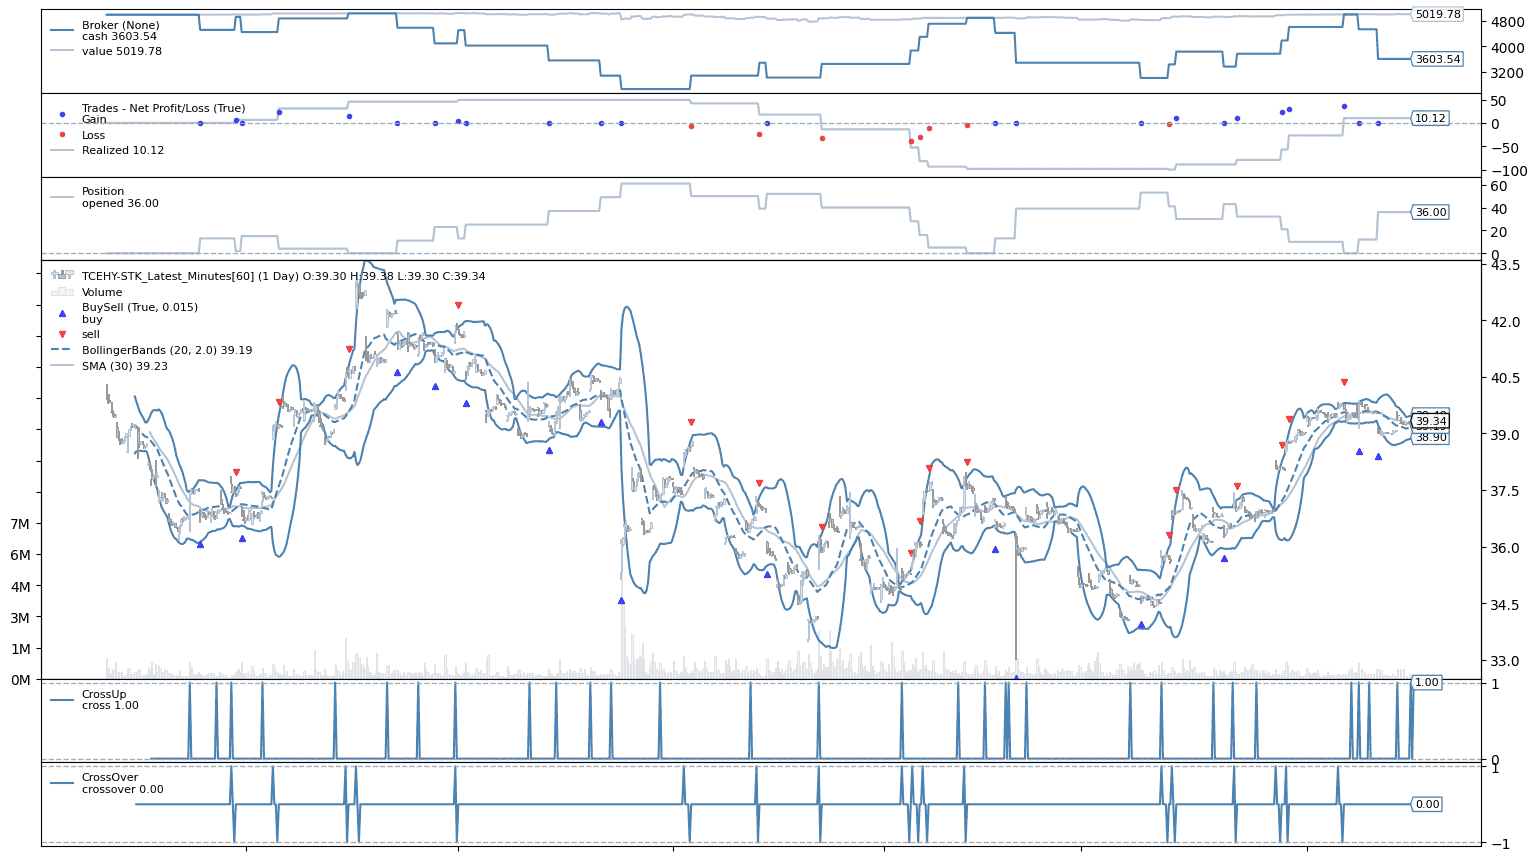 Broker (None)
cash 3603.54
value 5019.78
5019.78
4800
4000
3603.54
3200
Trades - Net Profit/Loss (True)
Gain
Loss
Realized 10.12
50
10.12
0
−50
−100
Position
opened 36.00
60
40
36.00
20
0
TCEHY-STK_Latest_Minutes[60] (1 Day) O:39.30 H:39.38 L:39.30 C:39.34
Volume
BuySell (True, 0.015)
buy
sell
BollingerBands (20, 2.0) 39.19
SMA (30) 39.23
43.5
42.0
40.5
39.34
39.0
38.90
37.5
36.0
34.5
33.0
7M
6M
4M
3M
1M
0M
CrossUp
cross 1.00
1.00
1
0
CrossOver
crossover 0.00
1
0.00
−1